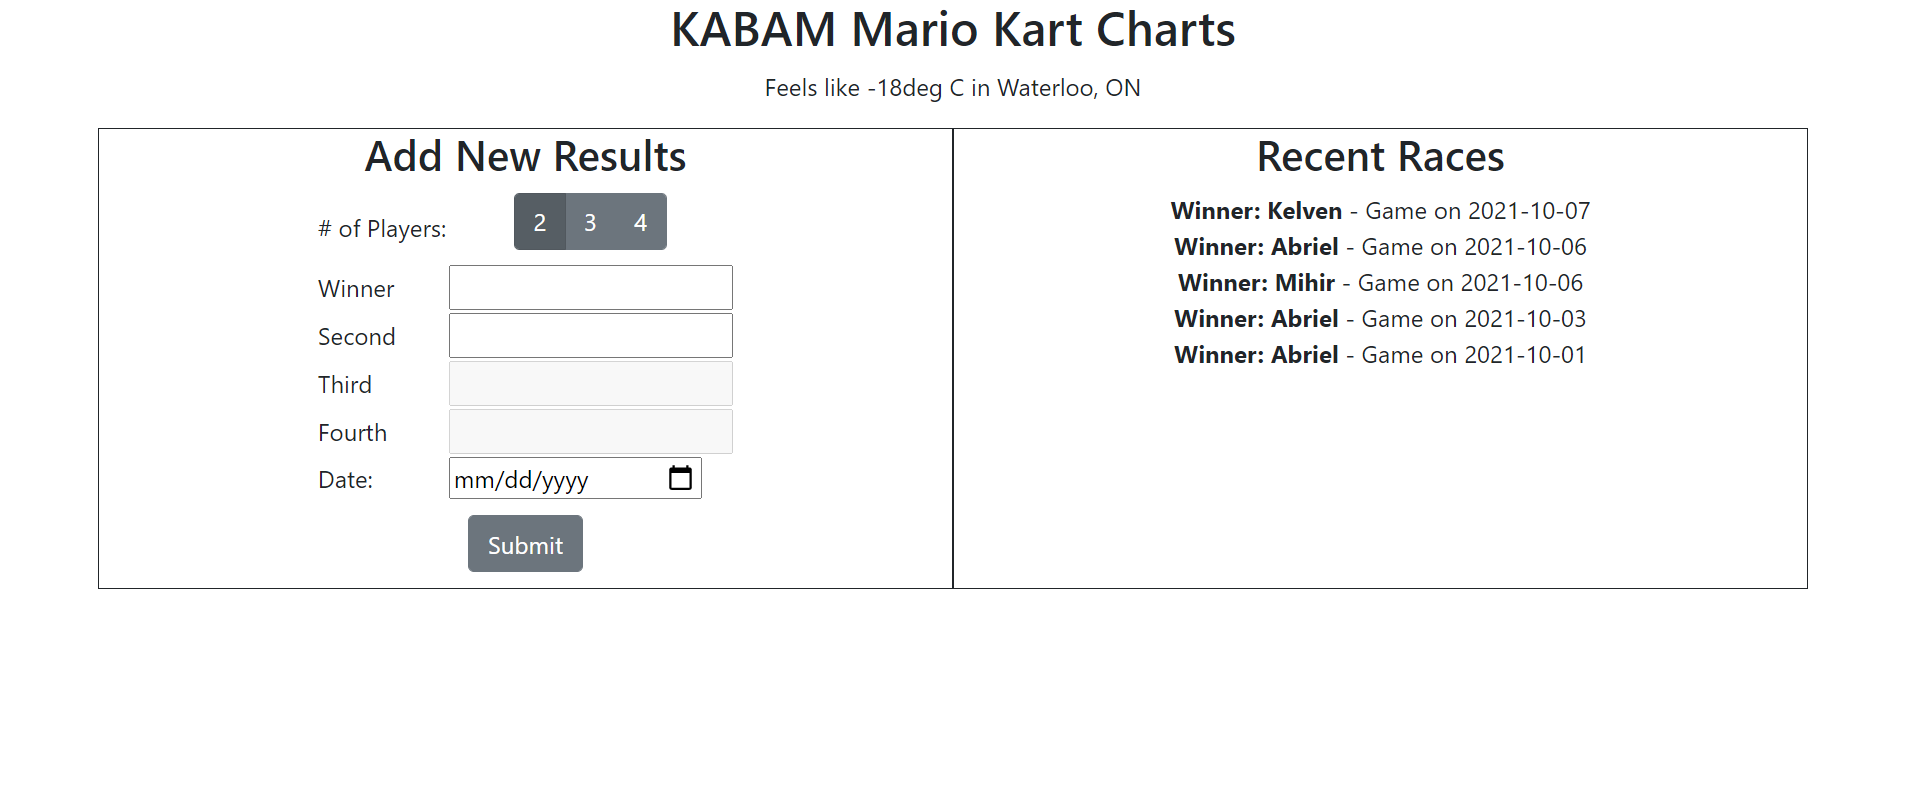 KABAM Mario Kart Charts
Feels like -18deg C in Waterloo, ON
Add New Results
# of Players: 2 3 4
Winner
Second
Third
Fourth
Date: mm/dd/yyyy
Submit
Recent Races
Winner: Kelven - Game on 2021-10-07
Winner: Abriel - Game on 2021-10-06
Winner: Mihir - Game on 2021-10-06
Winner: Abriel - Game on 2021-10-03
Winner: Abriel - Game on 2021-10-01